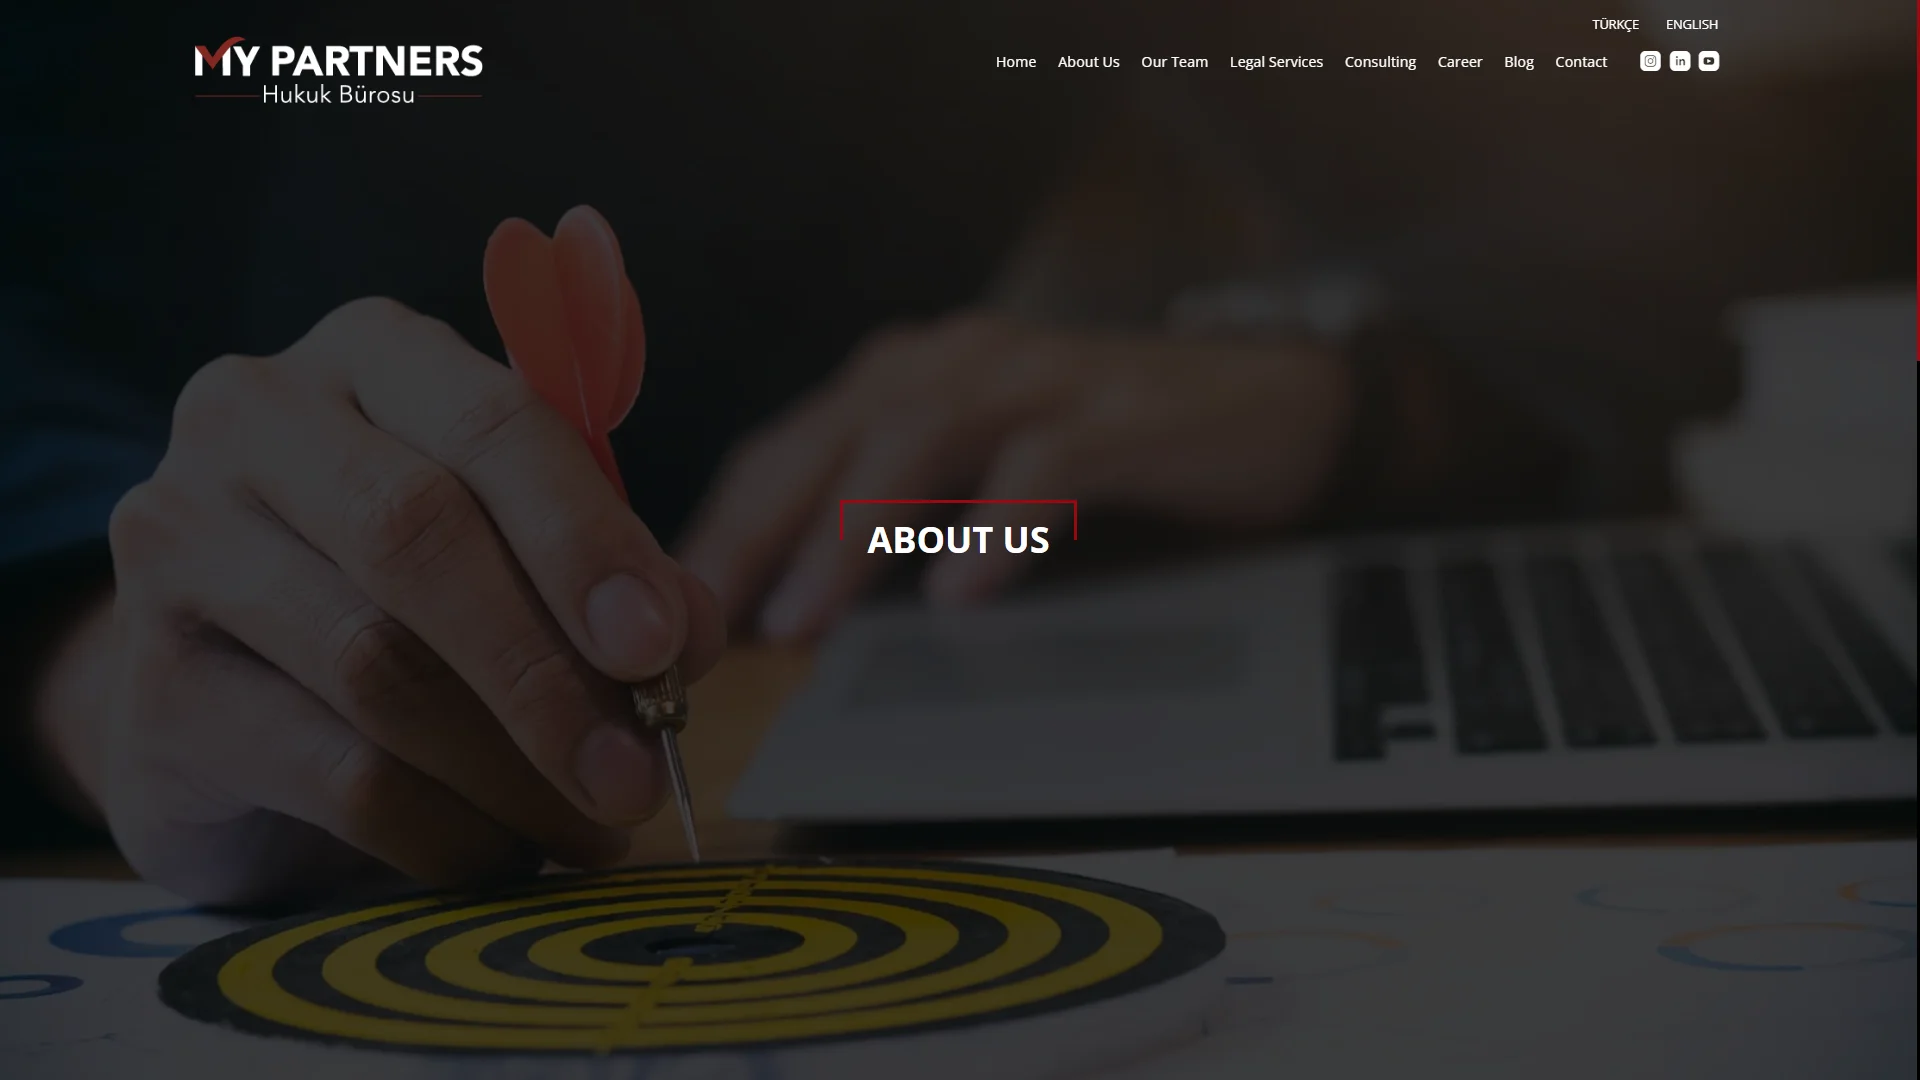 TÜRKÇE ENGLISH
MY PARTNERS
Hukuk Bürosu
Home About Us Our Team Legal Services Consulting Career Blog Contact
in
ABOUT US